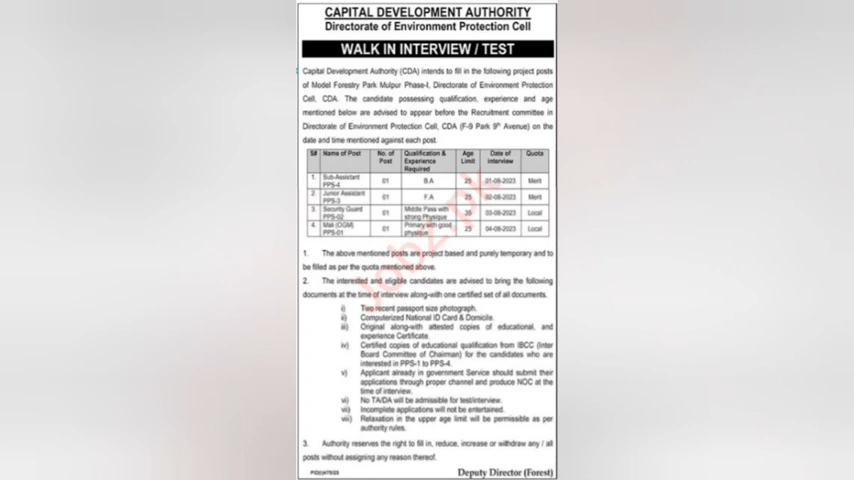 CAPITAL DEVELOPMENT AUTHORITY
Directorate of Environment Protection Cell
WALK IN INTERVIEW / TEST
Capital Development Authority (CDA) intends to fill in the following project posts
of Model Forestry Park Mulpur Phase-I, Directorate of Environment Protection
Cell, CDA. The candidate possessing qualification, experience and age
mentioned below are advised to appear before the Recruitment committee in
Directorate of Environment Protection Cell, CDA (F-9 Park 9th Avenue) on the
date and time mentioned against each post.
S# Name of Post No. of Post Qualification & Experience Required Age Limit Date of interview Quota
1. Sub-Assistant PPS-4 01 B.A 25 01-08-2023 Merit
2. Junior Assistant PPS-3 01 F.A 25 02-08-2023 Merit
3. Security Guard PPS-02 01 Middle Pass with strong Physique 03-08-2023 Local
4. Mali (OGM) PPS-01 01 Primary with good physique 25 04-08-2023 Local
1. The above mentioned posts are project based and purely temporary and to
be filled as per the quota mentioned above.
2. The interested and eligible candidates are advised to bring the following
documents at the time of interview along-with one certified set of all documents.
i) Two recent passport size photograph.
ii) Computerized National ID Card & Domicile.
iii) Original along-with attested copies of educational, and
experience Certificate.
iv) Certified copies of educational qualification from IBCC (Inter
Board Committee of Chairman) for the candidates who are
interested in PPS-1 to PPS-4.
v) Applicant already in government Service should submit their
applications through proper channel and produce NOC at the
time of interview.
vi) No TA/DA will be admissible for test/interview.
vii) Incomplete applications will not be entertained.
viii) Relaxation in the upper age limit will be permissible as per
authority rules.
3. Authority reserves the right to fill in, reduce, increase or withdraw any / all
posts without assigning any reason thereof.
Deputy Director (Forest)
Jobz.pk